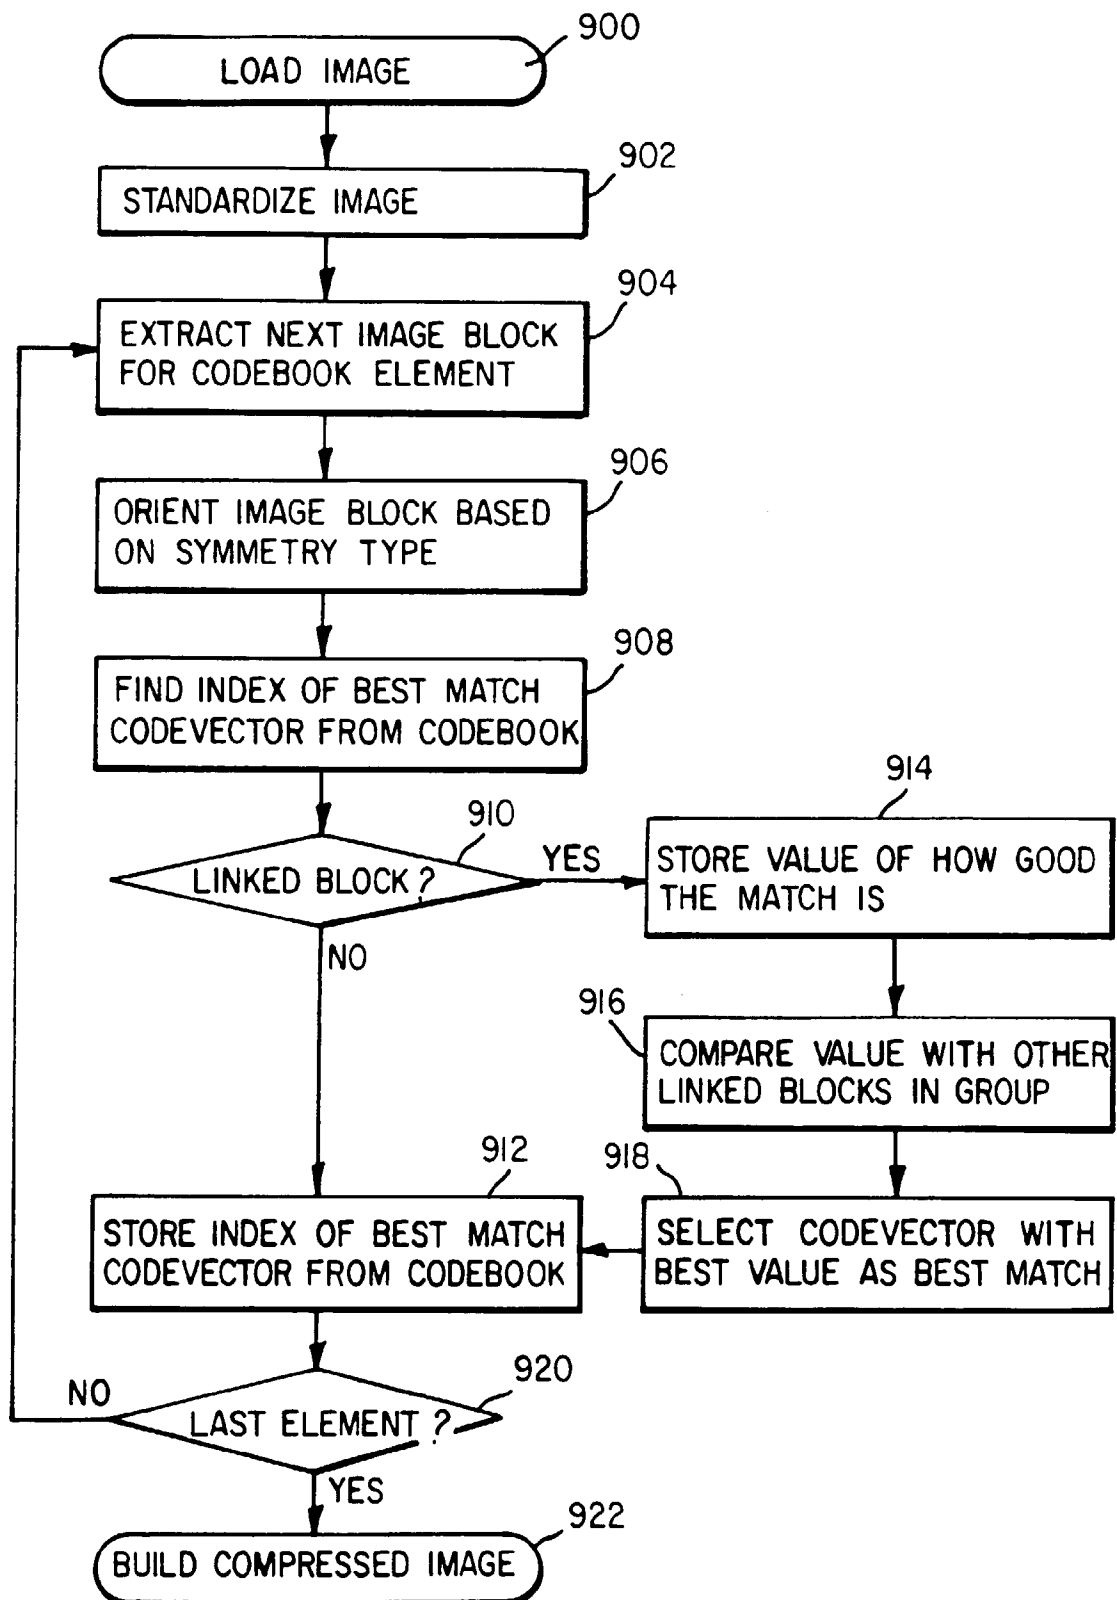 900
LOAD IMAGE
902
STANDARDIZE IMAGE
904
EXTRACT NEXT IMAGE BLOCK
FOR CODEBOOK ELEMENT
906
ORIENT IMAGE BLOCK BASED
ON SYMMETRY TYPE
908
FIND INDEX OF BEST MATCH
CODEVECTOR FROM CODEBOOK
910
LINKED BLOCK?
YES
NO
914
STORE VALUE OF HOW GOOD
THE MATCH IS
916
COMPARE VALUE WITH OTHER
LINKED BLOCKS IN GROUP
918
SELECT CODEVECTOR WITH
BEST VALUE AS BEST MATCH
912
STORE INDEX OF BEST MATCH
CODEVECTOR FROM CODEBOOK
920
LAST ELEMENT?
NO
YES
922
BUILD COMPRESSED IMAGE